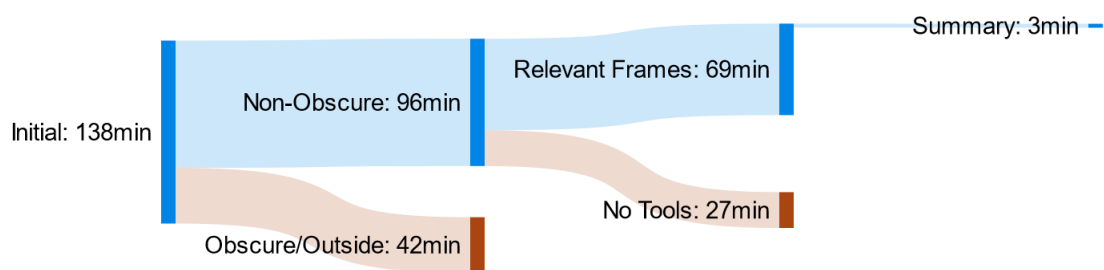 Summary: 3min
Relevant Frames: 69min
Non-Obscure: 96min
Initial: 138min
No Tools: 27min
Obscure/Outside: 42min